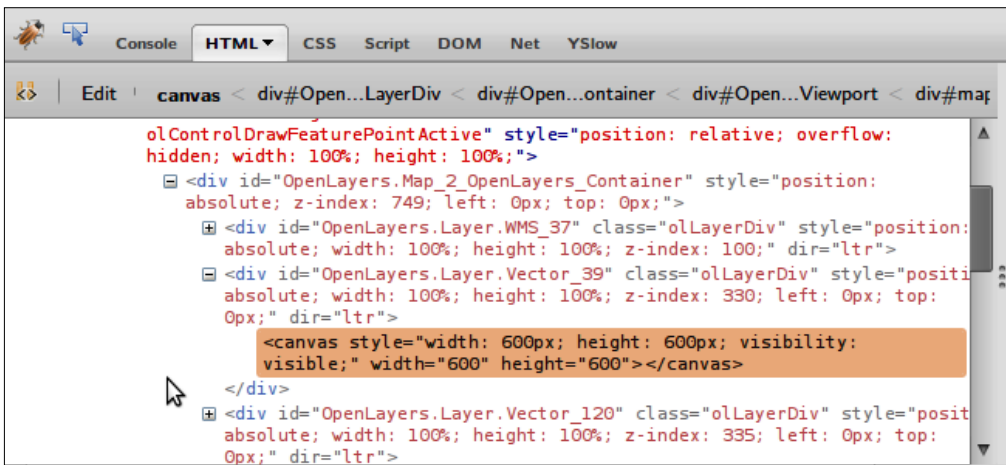 Console HTML▼ CSS Script DOM Net YSlow
Edit canvas < div#Open...LayerDiv < div#Open...ontainer < div#Open...Viewport < div#map
olControlDrawFeaturePointActive" style="position: relative; overflow:
hidden; width: 100%; height: 100%;">
<div id="OpenLayers.Map_2_OpenLayers_Container" style="position:
absolute; z-index: 749; left: 0px; top: 0px;">
<div id="OpenLayers.Layer.WMS_37" class="olLayerDiv" style="position:
absolute; width: 100%; height: 100%; z-index: 100;" dir="ltr">
<div id="OpenLayers.Layer.Vector_39" class="olLayerDiv" style="positi
absolute; width: 100%; height: 100%; z-index: 330; left: 0px; top:
0px;" dir="ltr">
<canvas style="width: 600px; height: 600px; visibility:
visible;" width="600" height="600"></canvas>
</div>
<div id="OpenLayers.Layer.Vector_120" class="olLayerDiv" style="posit
absolute; width: 100%; height: 100%; z-index: 335; left: 0px; top:
0px;" dir="ltr">